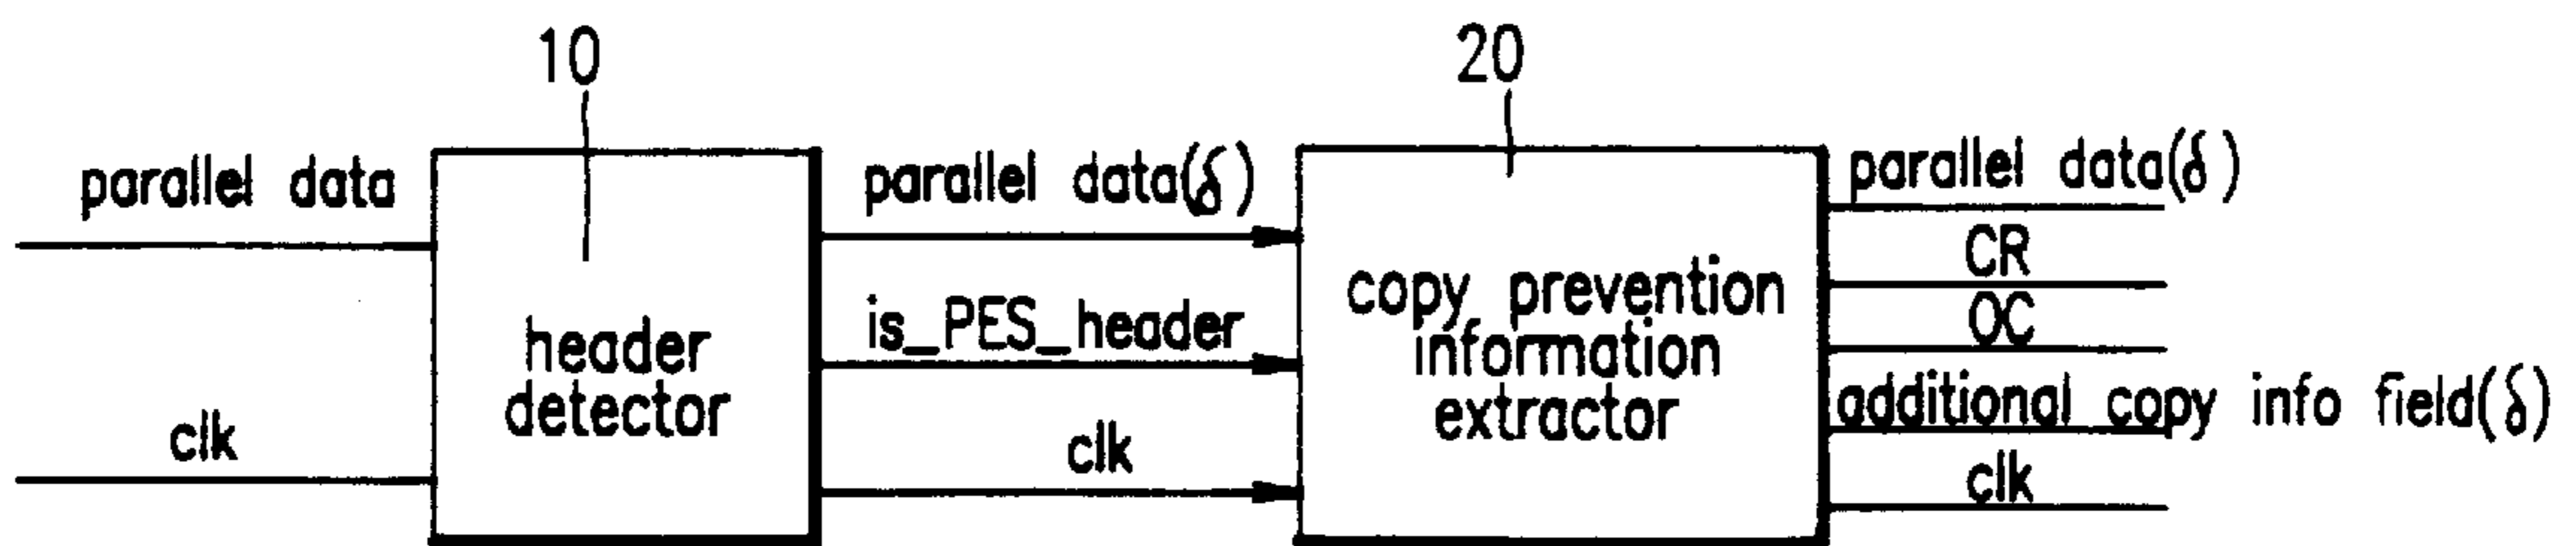 10
20
parallel data
clk
header
detector
parallel data(δ)
is_PES_header
clk
copy prevention
information
extractor
parallel data(δ)
CR
OC
additional copy info field(δ)
clk